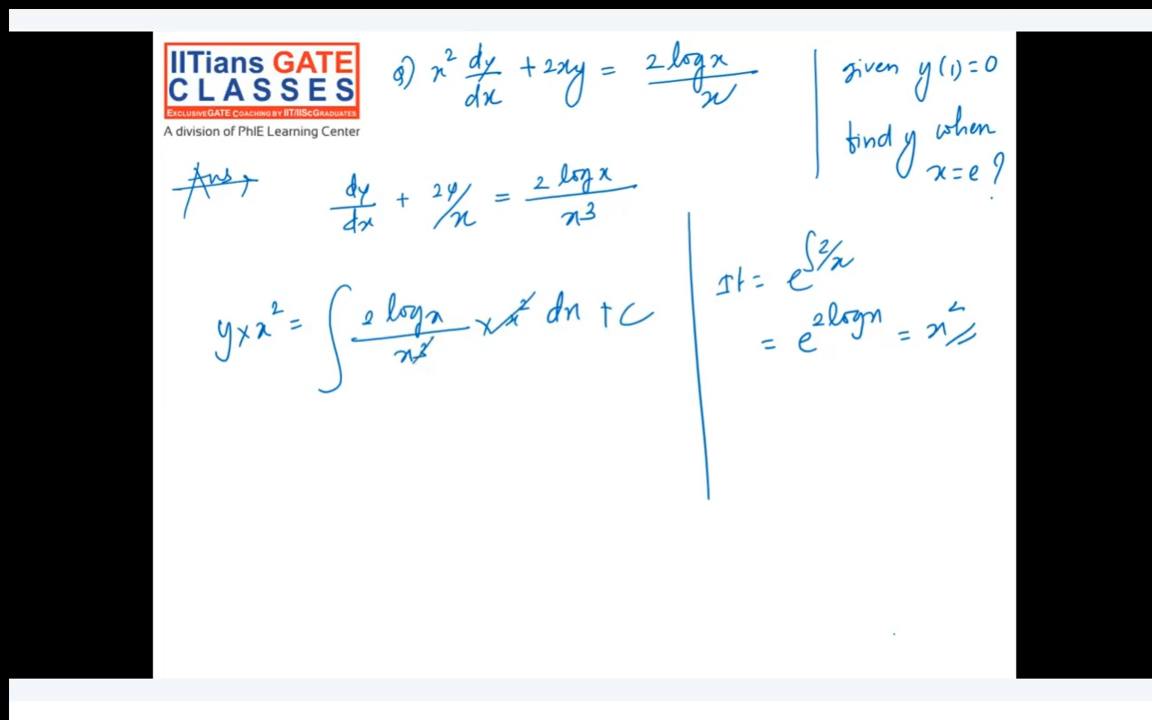 IITians GATE
CLASSES
EXCLUSIVE GATE COACHING BY IIT/IISc GRADUATES
A division of PhIE Learning Center
Q) x² dy/dx + 2xy = 2 log x / x
given y(1)=0
find y when
x=e?
Ans,
dy/dx + 2y/x = 2 log x / x³
y × x² = ∫ 2 log x / x³ × x² dx + C
If = e^∫2/x
= e^2 log x = x²